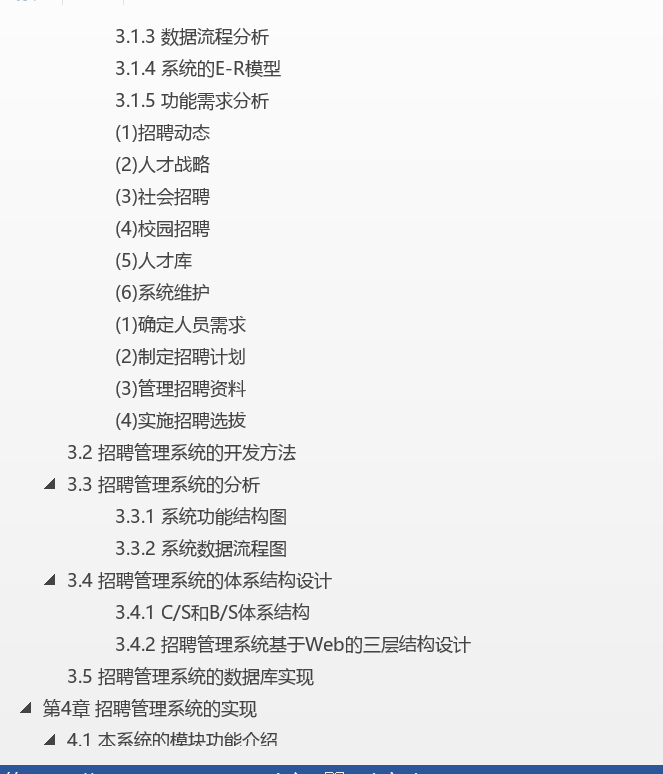 3.1.3 数据流程分析
3.1.4 系统的E-R模型
3.1.5 功能需求分析
(1)招聘动态
(2)人才战略
(3)社会招聘
(4)校园招聘
(5)人才库
(6)系统维护
(1)确定人员需求
(2)制定招聘计划
(3)管理招聘资料
(4)实施招聘选拔
3.2 招聘管理系统的开发方法
3.3 招聘管理系统的分析
3.3.1 系统功能结构图
3.3.2 系统数据流程图
3.4 招聘管理系统的体系结构设计
3.4.1 C/S和B/S体系结构
3.4.2 招聘管理系统基于Web的三层结构设计
3.5 招聘管理系统的数据库实现
第4章 招聘管理系统的实现
4.1 本系统的模块功能介绍